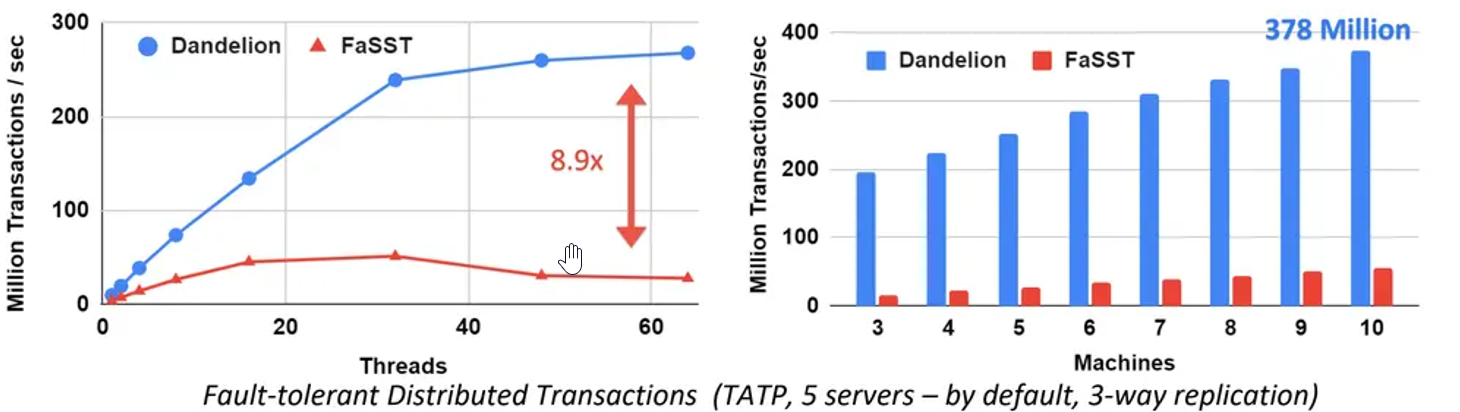 Million Transactions / sec
300
200
100
0
Dandelion FaSST
8.9x
0 20 40 60
Threads
Million Transactions/sec
400
300
200
100
0
378 Million
Dandelion FaSST
3 4 5 6 7 8 9 10
Machines
Fault-tolerant Distributed Transactions (TATP, 5 servers – by default, 3-way replication)